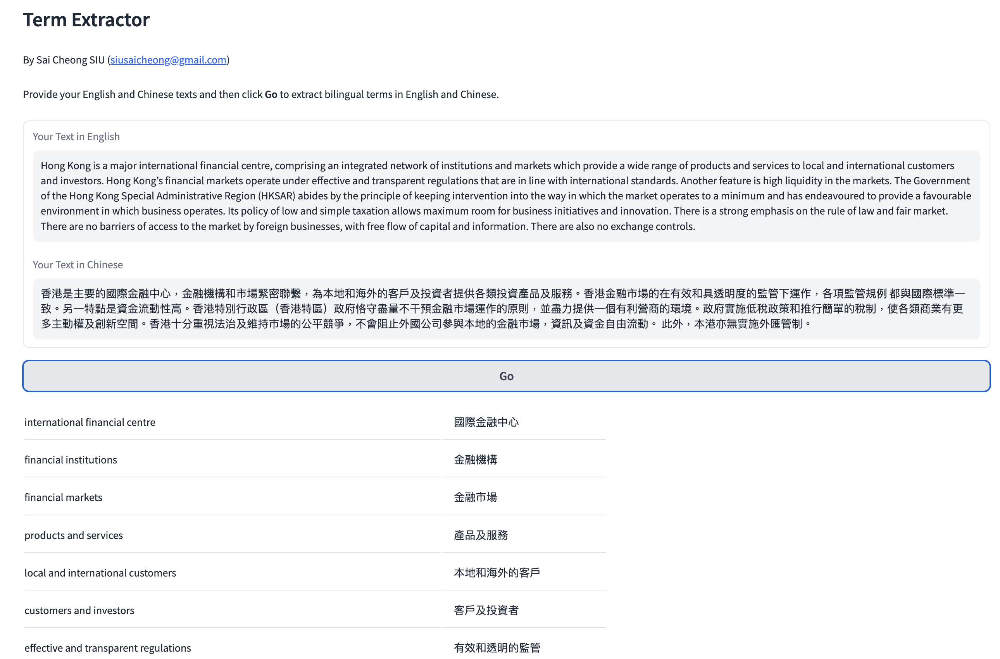 Term Extractor
By Sai Cheong SIU (siusaicheong@gmail.com)
Provide your English and Chinese texts and then click Go to extract bilingual terms in English and Chinese.
Your Text in English
Hong Kong is a major international financial centre, comprising an integrated network of institutions and markets which provide a wide range of products and services to local and international customers
and investors. Hong Kong’s financial markets operate under effective and transparent regulations that are in line with international standards. Another feature is high liquidity in the markets. The Government
of the Hong Kong Special Administrative Region (HKSAR) abides by the principle of keeping intervention into the way in which the market operates to a minimum and has endeavoured to provide a favourable
environment in which business operates. Its policy of low and simple taxation allows maximum room for business initiatives and innovation. There is a strong emphasis on the rule of law and fair market.
There are no barriers of access to the market by foreign businesses, with free flow of capital and information. There are also no exchange controls.
Your Text in Chinese
香港是主要的國際金融中心，金融機構和市場緊密聯繫，為本地和海外的客戶及投資者提供各類投資產品及服務。香港金融市場的在有效和具透明度的監管下運作，各項監管規例 都與國際標準一
致。另一特點是資金流動性高。香港特別行政區（香港特區）政府恪守盡量不干預金融市場運作的原則，並盡力提供一個有利營商的環境。政府實施低稅政策和推行簡單的稅制，使各類商業有更
多主動權及創新空間。香港十分重視法治及維持市場的公平競爭，不會阻止外國公司參與本地的金融市場，資訊及資金自由流動。 此外，本港亦無實施外匯管制。
Go
international financial centre 國際金融中心
financial institutions 金融機構
financial markets 金融市場
products and services 產品及服務
local and international customers 本地和海外的客戶
customers and investors 客戶及投資者
effective and transparent regulations 有效和透明的監管